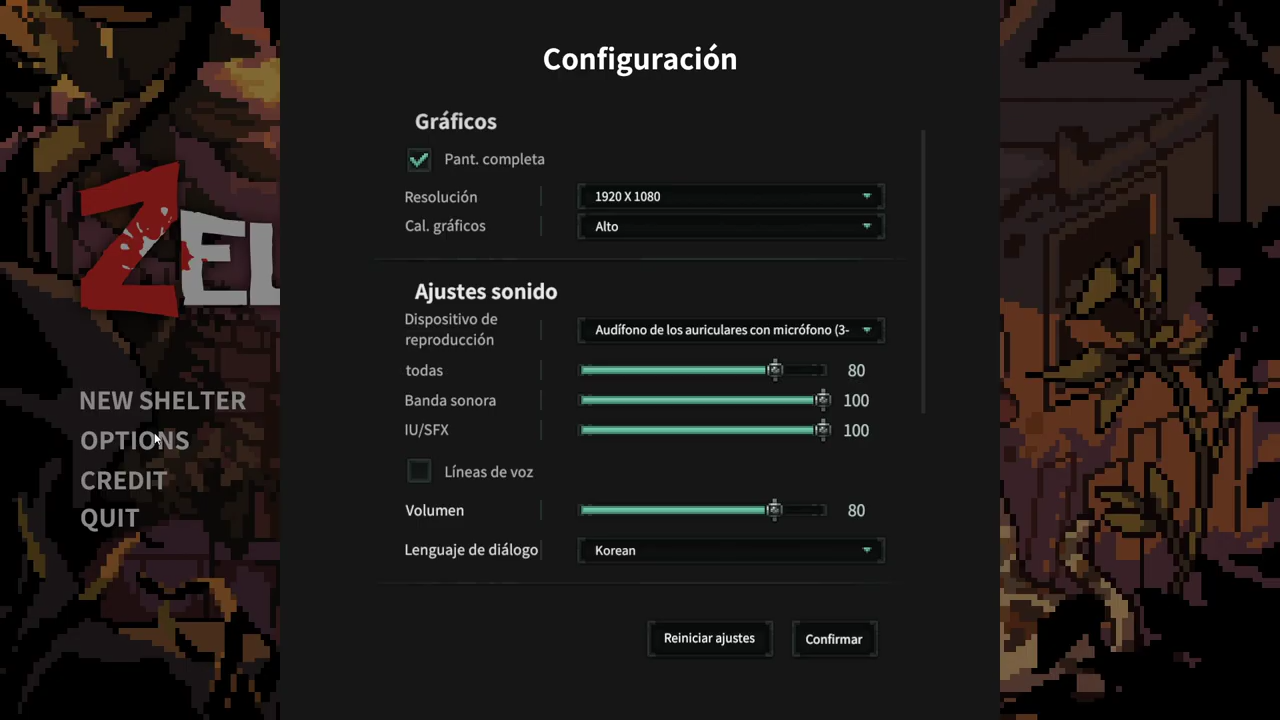 Configuración
Gráficos
Pant. completa
Resolución
1920 X 1080
Cal. gráficos
Alto
Ajustes sonido
Dispositivo de
reproducción
Audífono de los auriculares con micrófono (3-
todas
80
Banda sonora
100
IU/SFX
100
Líneas de voz
Volumen
80
Lenguaje de diálogo
Korean
Reiniciar ajustes
Confirmar
ZEL
NEW SHELTER
OPTIONS
CREDIT
QUIT